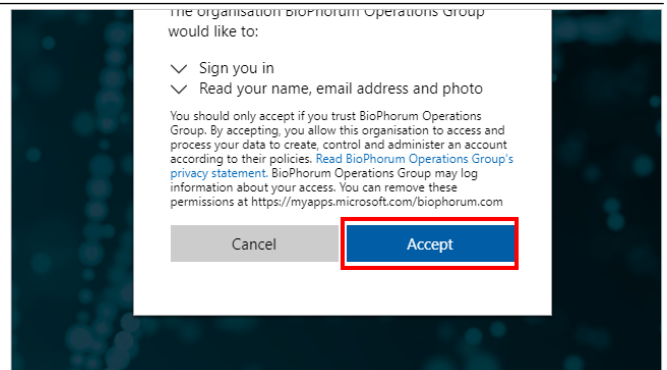 The organisation BioPhorum Operations Group
would like to:
Sign you in
Read your name, email address and photo
You should only accept if you trust BioPhorum Operations
Group. By accepting, you allow this organisation to access and
process your data to create, control and administer an account
according to their policies. Read BioPhorum Operations Group's
privacy statement. BioPhorum Operations Group may log
information about your access. You can remove these
permissions at https://myapps.microsoft.com/biophorum.com
Cancel Accept